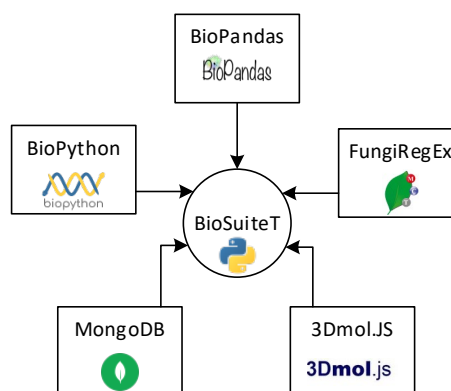 BioPandas
BioPandas
BioPython
biopython
FungiRegEx
M
BioSuiteT
MongoDB
3Dmol.JS
3Dmol.js